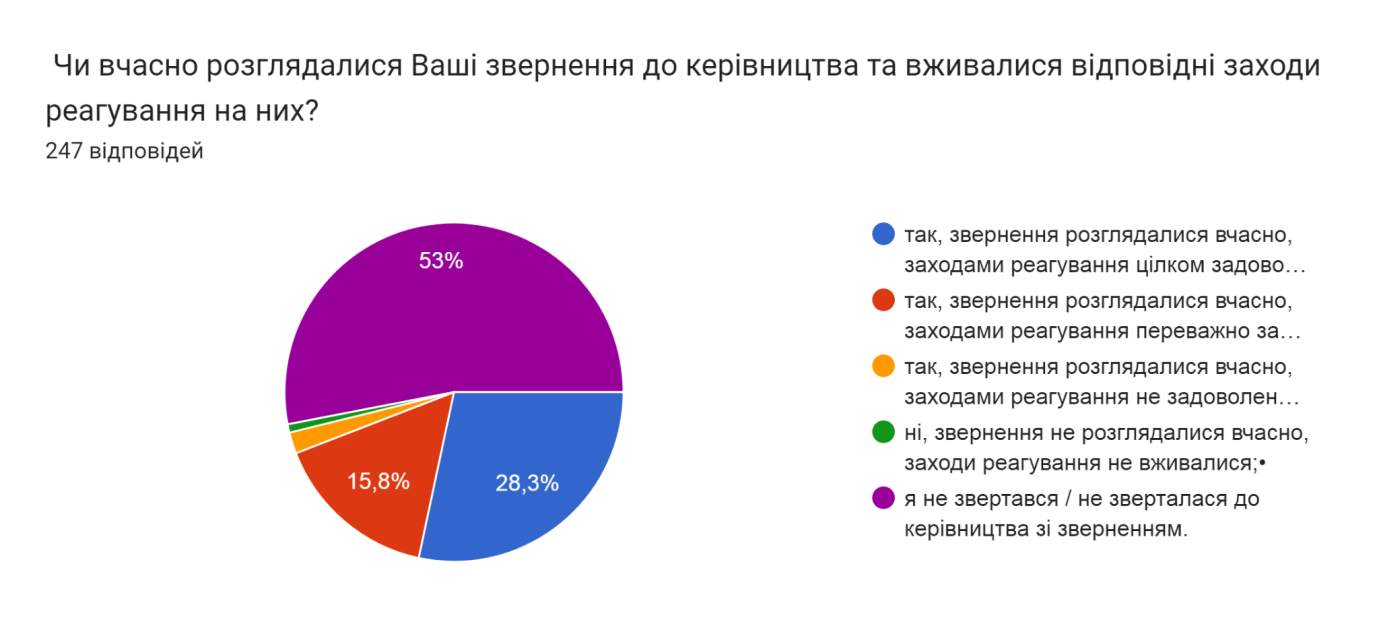 Чи вчасно розглядалися Ваші звернення до керівництва та вживалися відповідні заходи
реагування на них?
247 відповідей
53%
15,8%
28,3%
так, звернення розглядалися вчасно,
заходами реагування цілком задово…
так, звернення розглядалися вчасно,
заходами реагування переважно за…
так, звернення розглядалися вчасно,
заходами реагування не задоволен…
ні, звернення не розглядалися вчасно,
заходи реагування не вживалися;•
я не звертався / не зверталася до
керівництва зі зверненням.